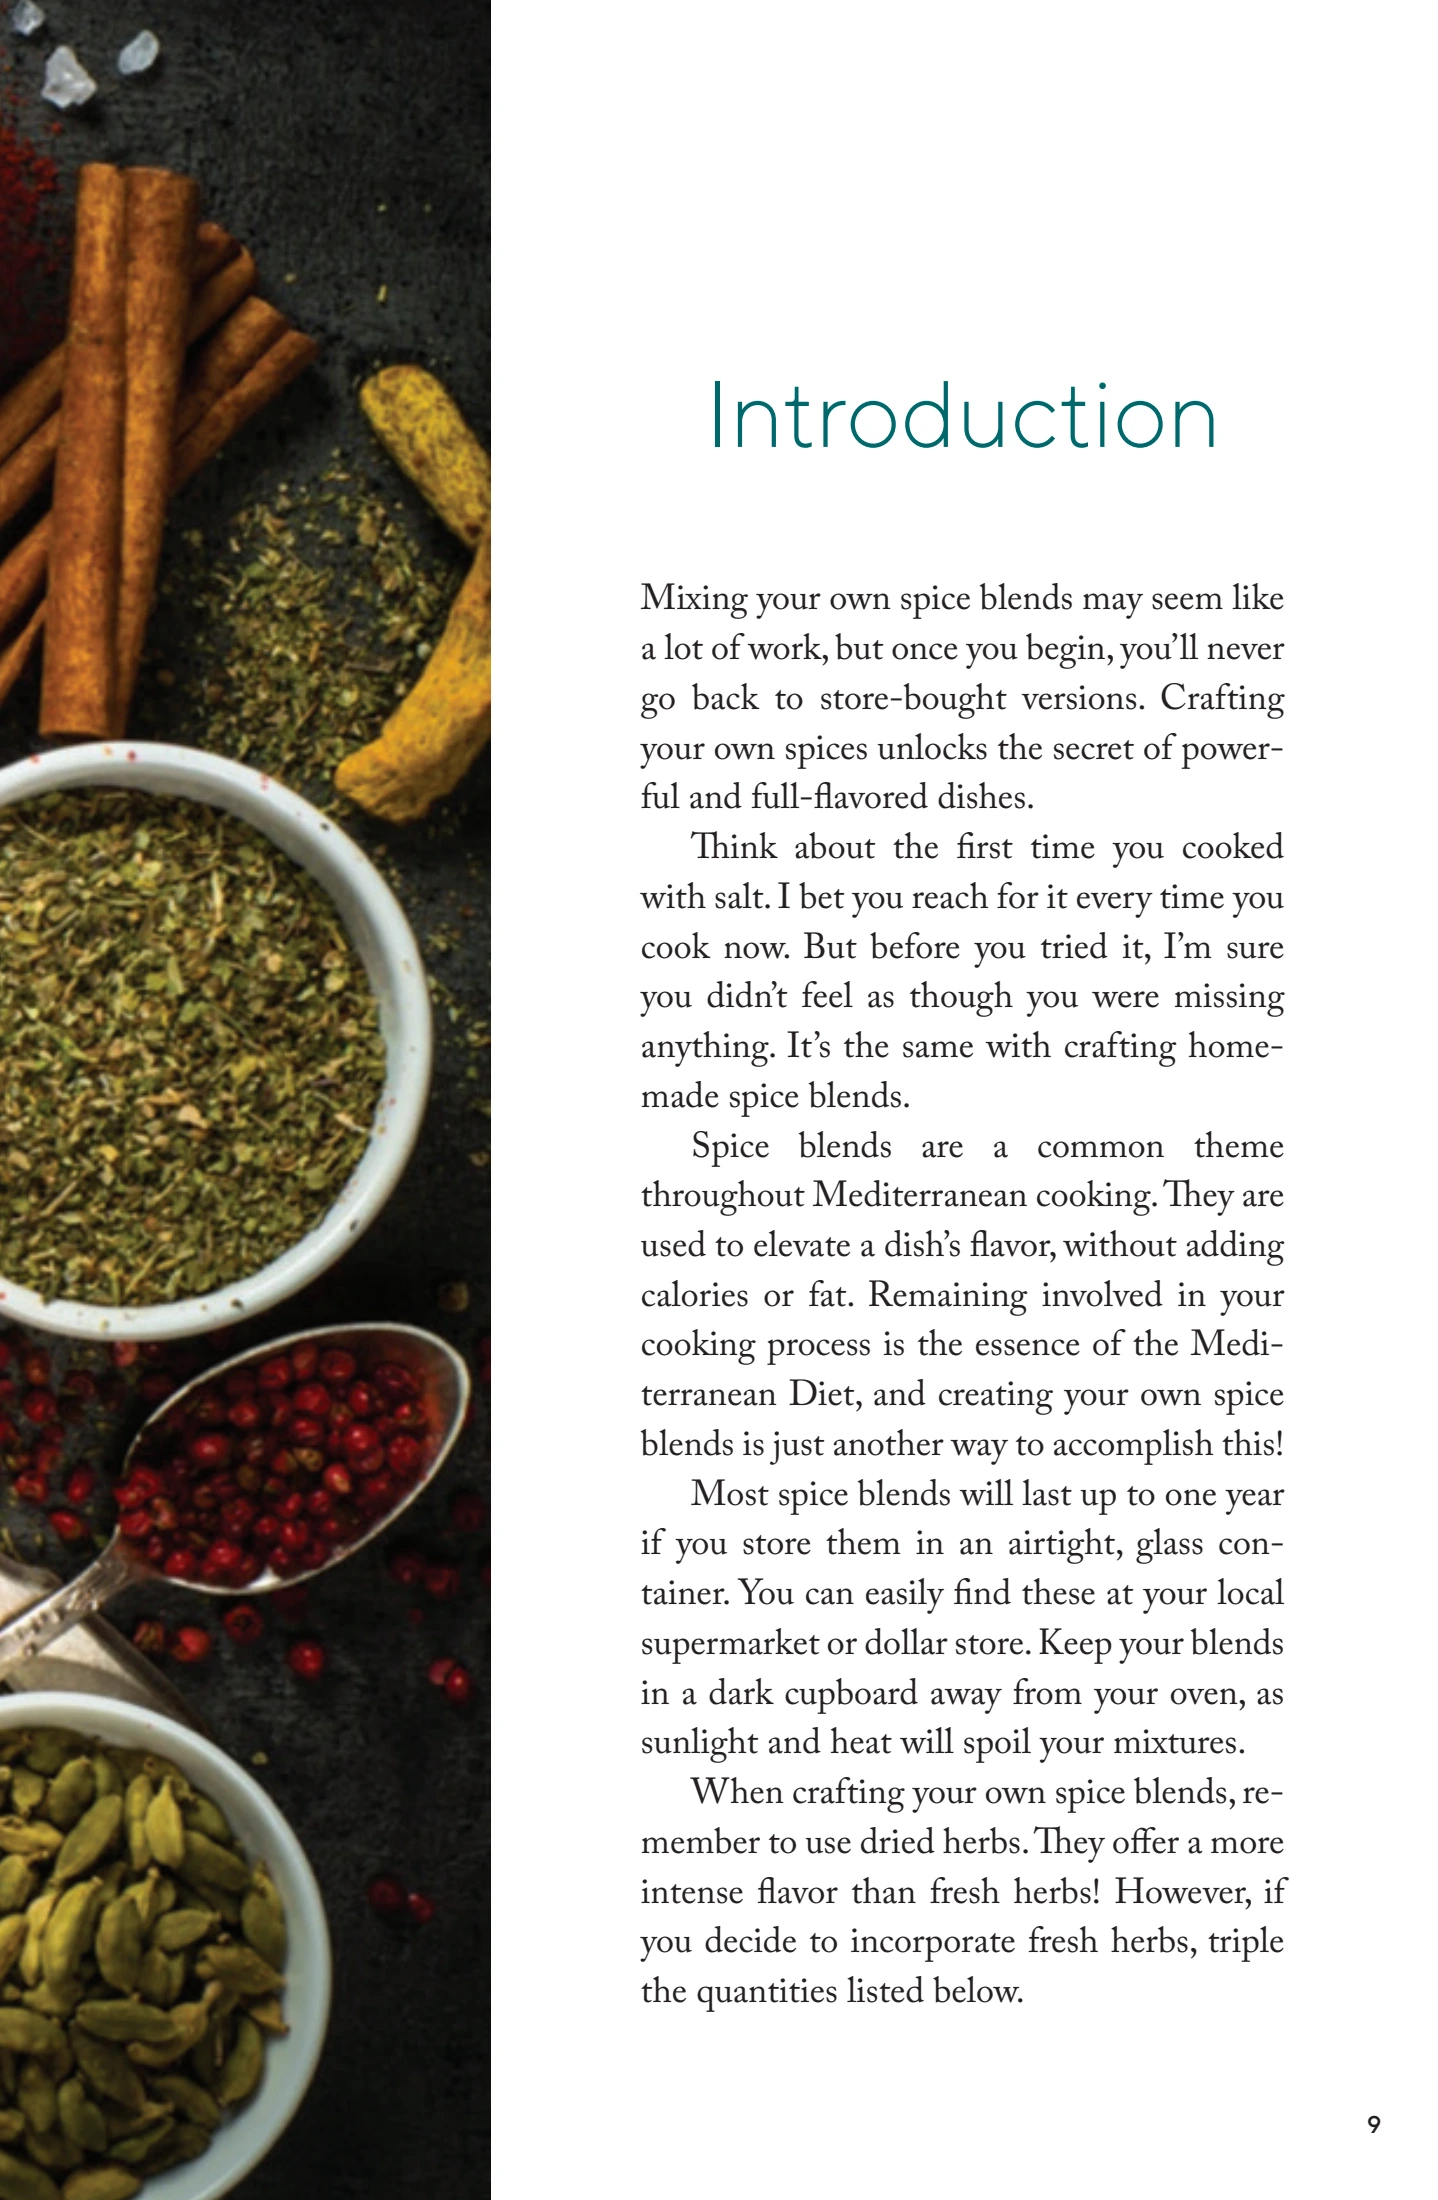 Introduction
Mixing your own spice blends may seem like
a lot of work, but once you begin, you’ll never
go back to store-bought versions. Crafting
your own spices unlocks the secret of power-
ful and full-flavored dishes.
Think about the first time you cooked
with salt. I bet you reach for it every time you
cook now. But before you tried it, I’m sure
you didn’t feel as though you were missing
anything. It’s the same with crafting home-
made spice blends.
Spice blends are a common theme
throughout Mediterranean cooking. They are
used to elevate a dish’s flavor, without adding
calories or fat. Remaining involved in your
cooking process is the essence of the Medi-
terranean Diet, and creating your own spice
blends is just another way to accomplish this!
Most spice blends will last up to one year
if you store them in an airtight, glass con-
tainer. You can easily find these at your local
supermarket or dollar store. Keep your blends
in a dark cupboard away from your oven, as
sunlight and heat will spoil your mixtures.
When crafting your own spice blends, re-
member to use dried herbs. They offer a more
intense flavor than fresh herbs! However, if
you decide to incorporate fresh herbs, triple
the quantities listed below.
9